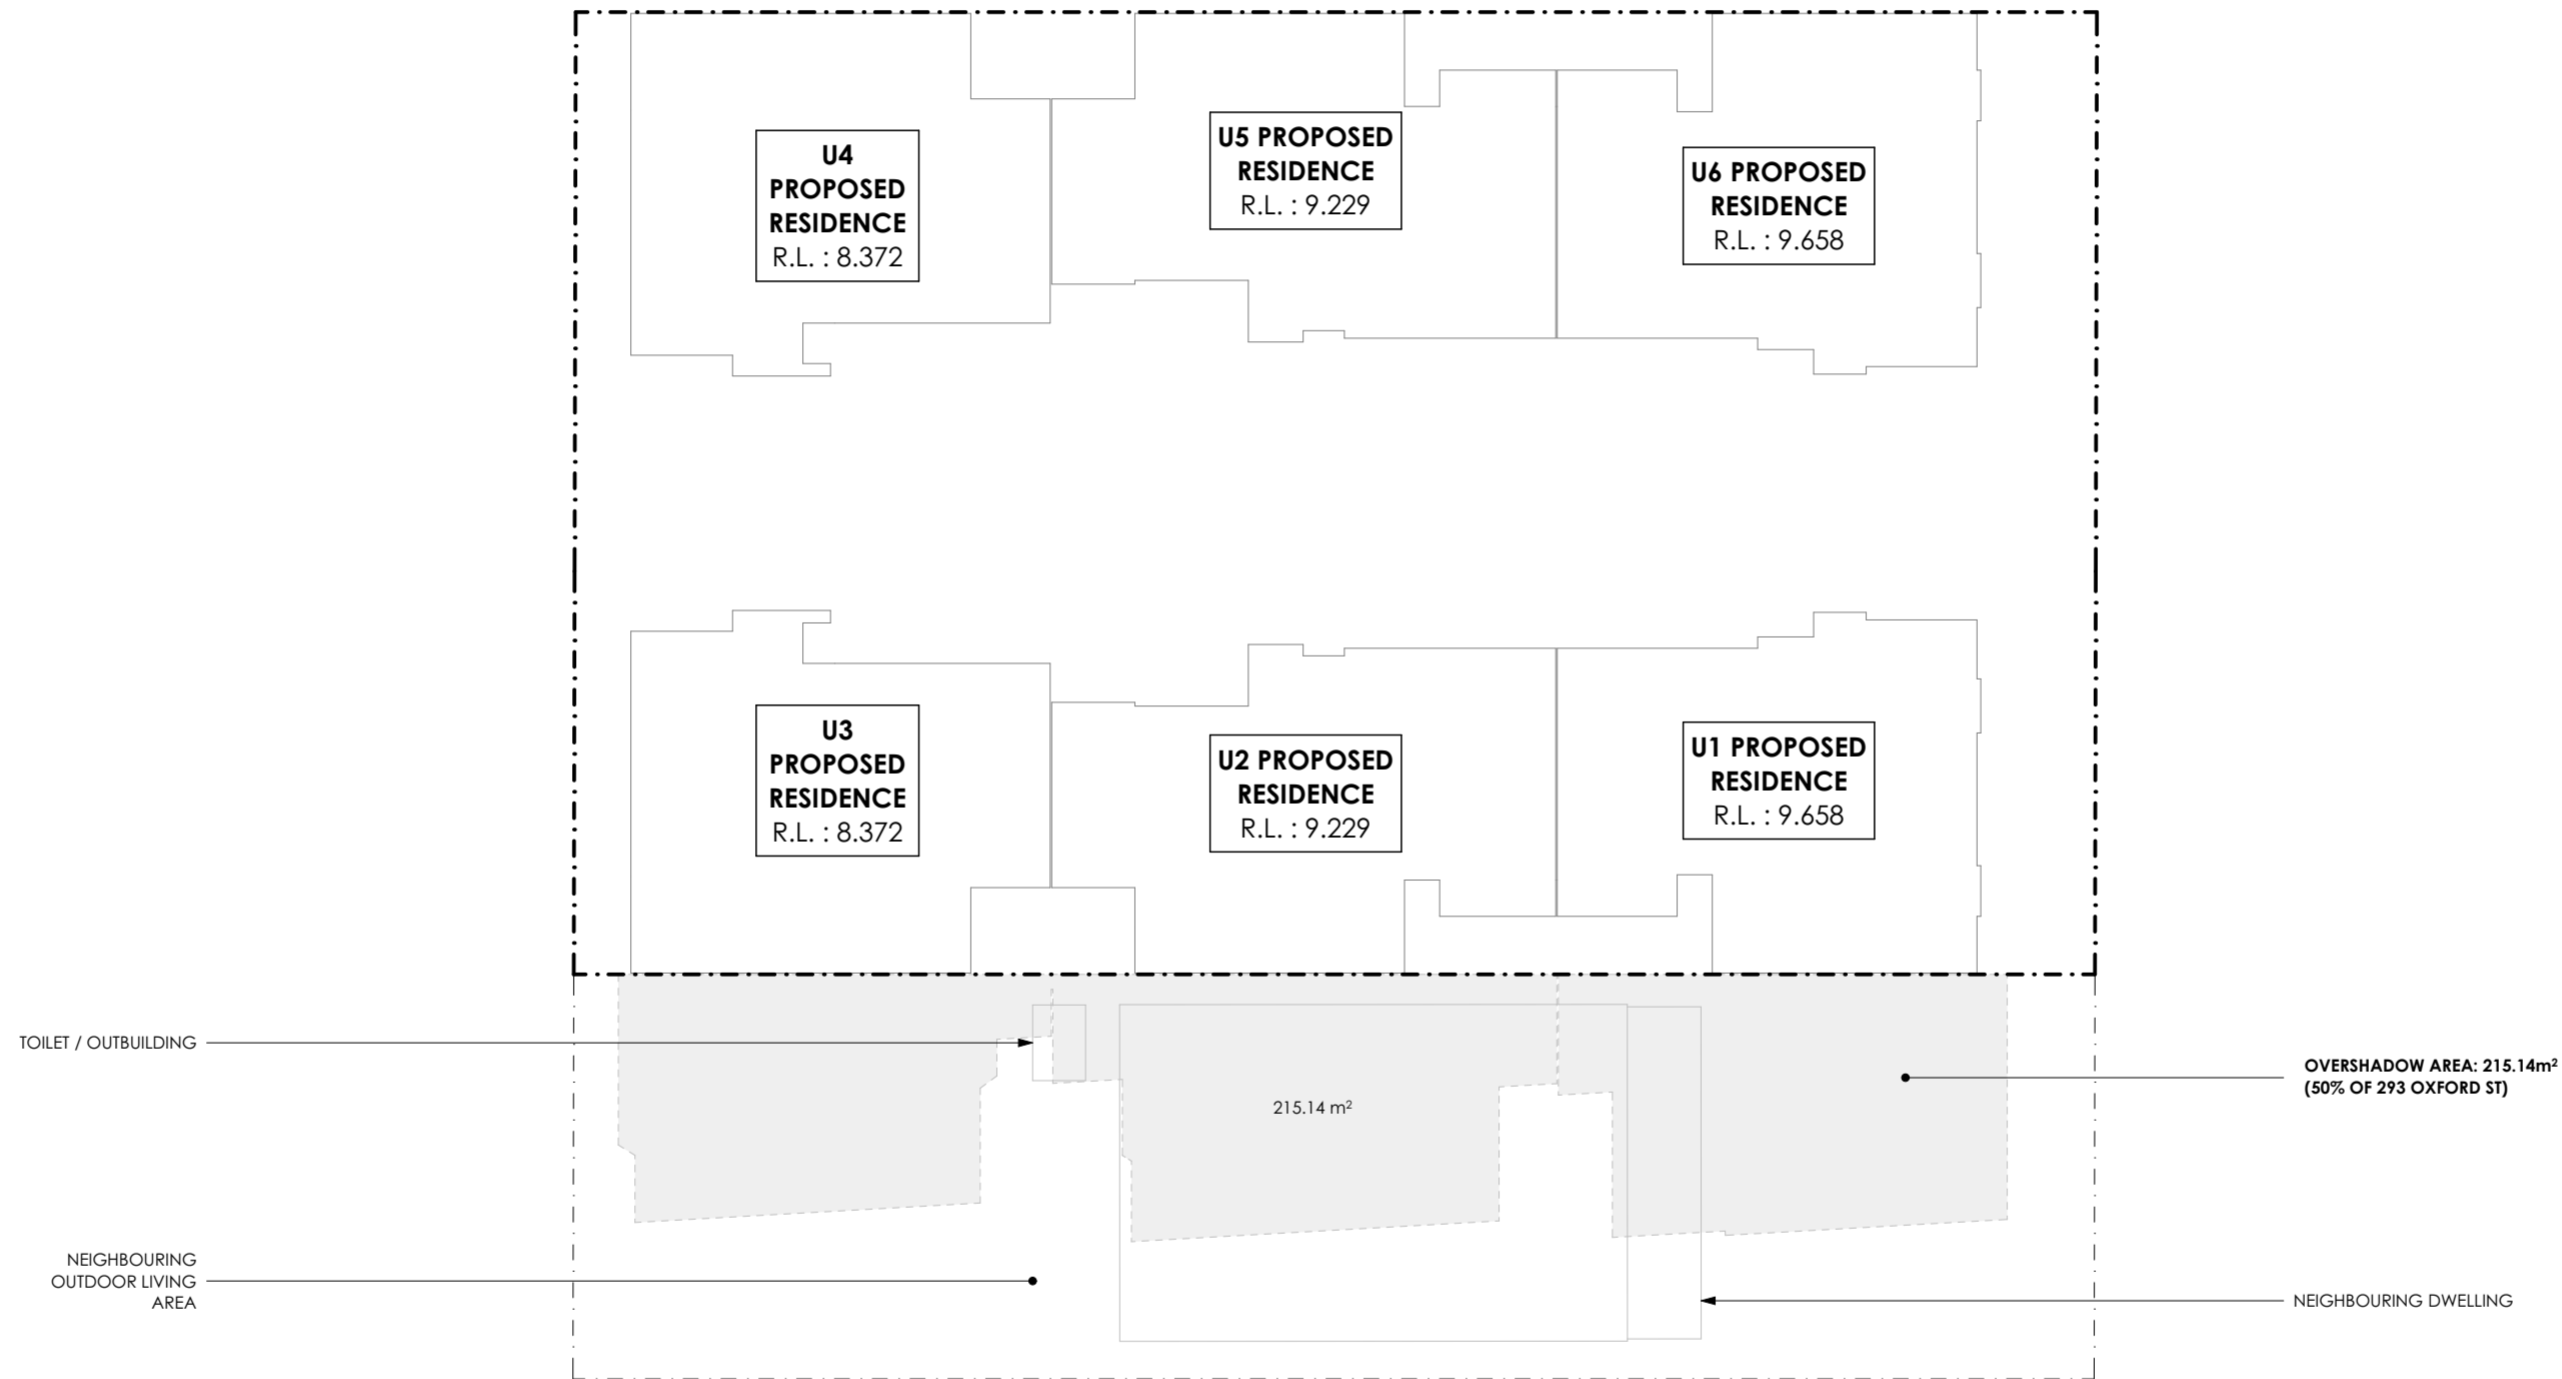 U4
PROPOSED
RESIDENCE
R.L. : 8.372
U5 PROPOSED
RESIDENCE
R.L. : 9.229
U6 PROPOSED
RESIDENCE
R.L. : 9.658
U3
PROPOSED
RESIDENCE
R.L. : 8.372
U2 PROPOSED
RESIDENCE
R.L. : 9.229
U1 PROPOSED
RESIDENCE
R.L. : 9.658
TOILET / OUTBUILDING
215.14 m²
OVERSHADOW AREA: 215.14m²
(50% OF 293 OXFORD ST)
NEIGHBOURING
OUTDOOR LIVING
AREA
NEIGHBOURING DWELLING